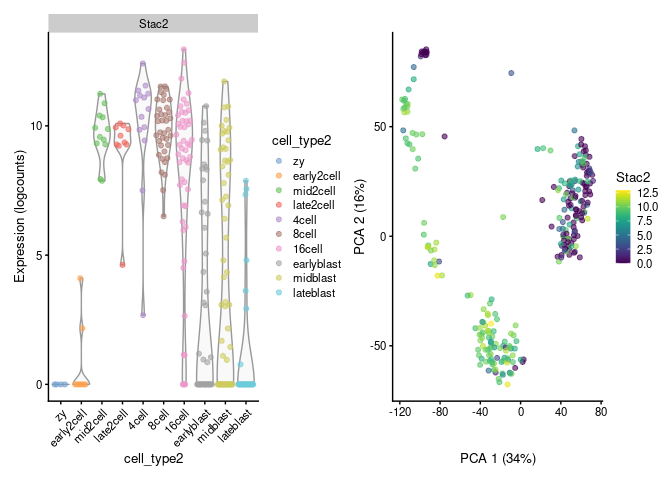 Stac2
Expression (logcounts)
10
5
0
zy
early2cell
mid2cell
late2cell
4cell
8cell
16cell
earlyblast
midblast
lateblast
cell_type2
cell_type2
zy
early2cell
mid2cell
late2cell
4cell
8cell
16cell
earlyblast
midblast
lateblast
PCA 2 (16%)
50
0
-50
-120
-80
-40
0
40
80
PCA 1 (34%)
Stac2
12.5
10.0
7.5
5.0
2.5
0.0